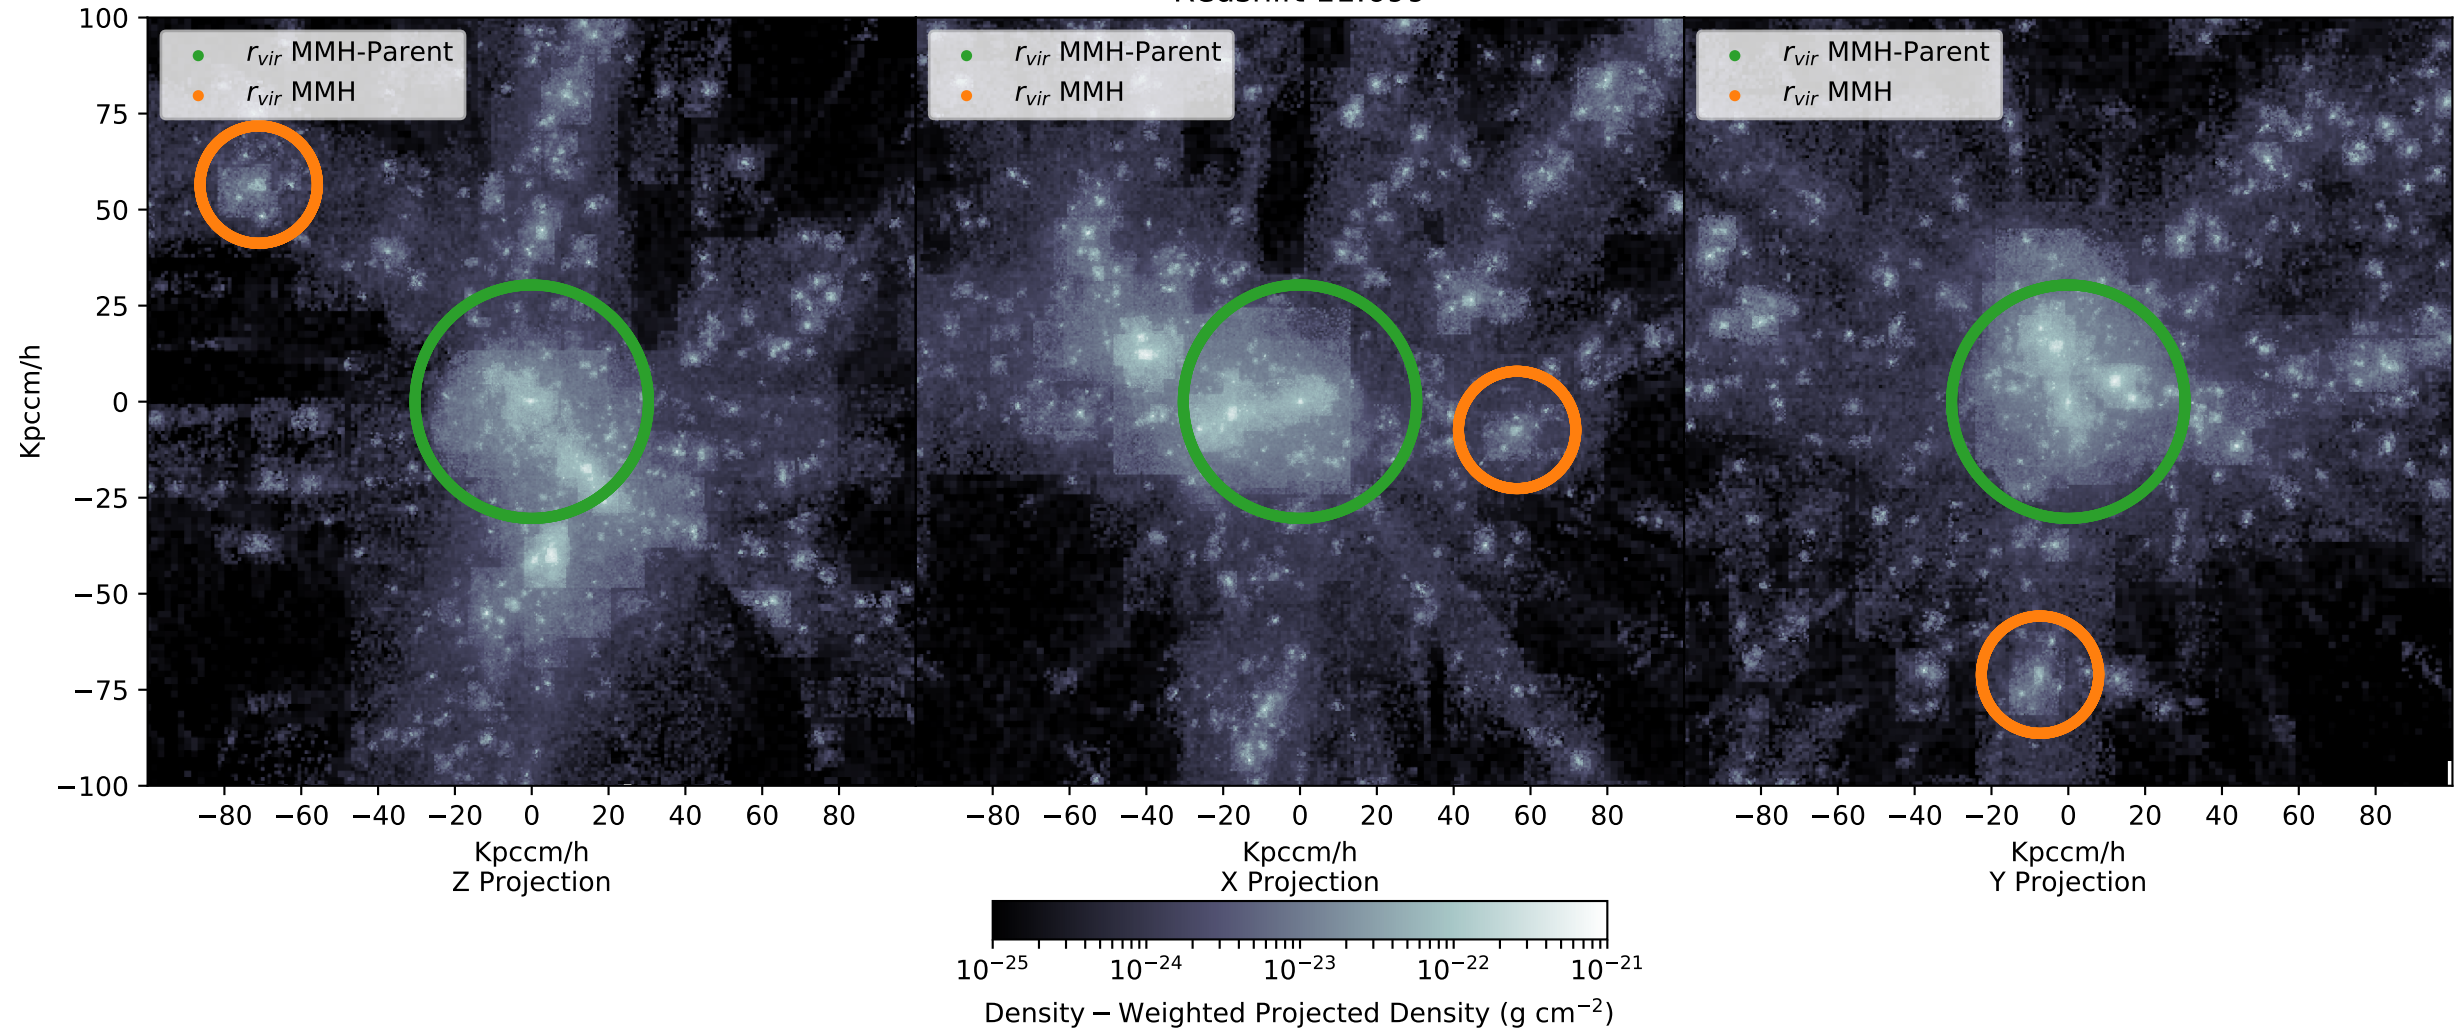 100
75
50
25
0
−25
−50
−75
−100
Kpccm/h
r_vir MMH-Parent
r_vir MMH
r_vir MMH-Parent
r_vir MMH
r_vir MMH-Parent
r_vir MMH
−80 −60 −40 −20 0 20 40 60 80
−80 −60 −40 −20 0 20 40 60 80
−80 −60 −40 −20 0 20 40 60 80
Kpccm/h
Z Projection
Kpccm/h
X Projection
Kpccm/h
Y Projection
10⁻²⁵ 10⁻²⁴ 10⁻²³ 10⁻²² 10⁻²¹
Density − Weighted Projected Density (g cm⁻²)